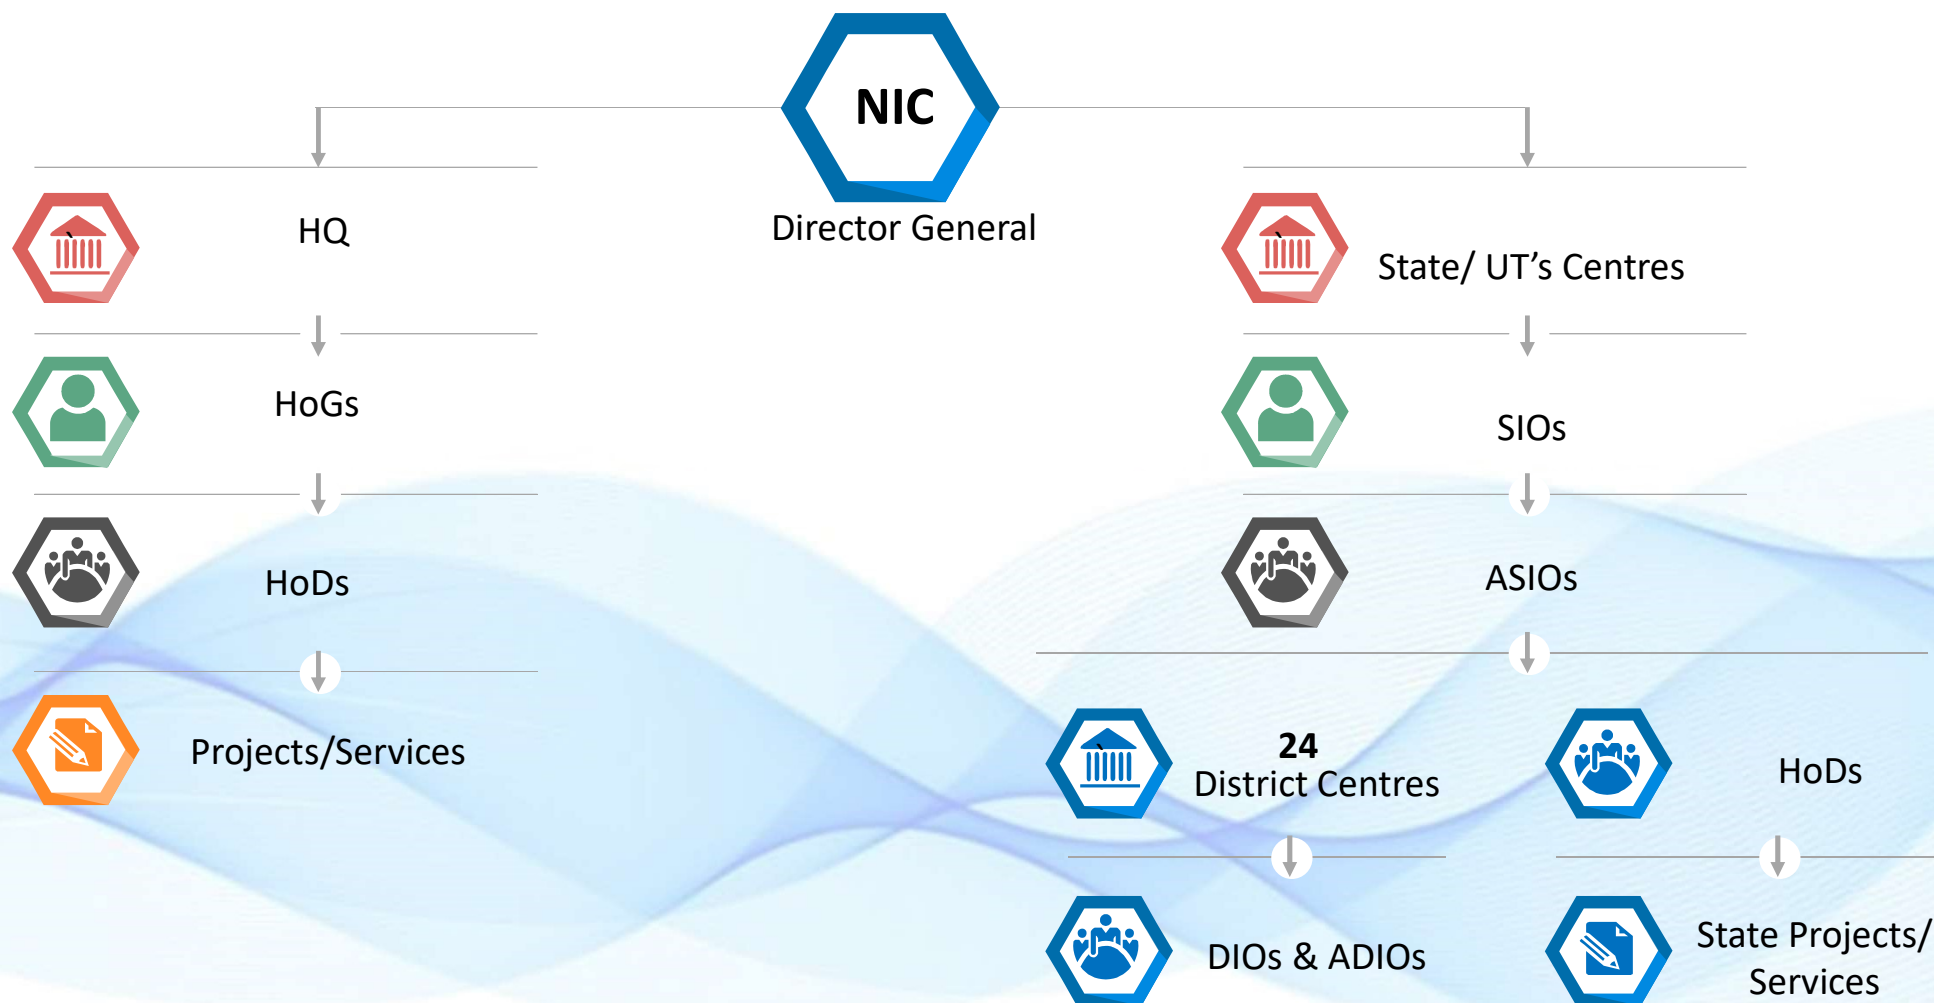 NIC
Director General
HQ
HoGs
HoDs
Projects/Services
State/ UT’s Centres
SIOs
ASIOs
24
District Centres
DIOs & ADIOs
HoDs
State Projects/
Services